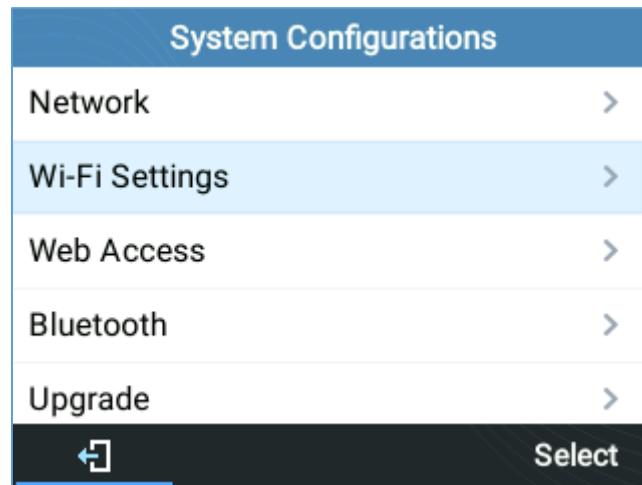 System Configurations
Network
Wi-Fi Settings
Web Access
Bluetooth
Upgrade
Select